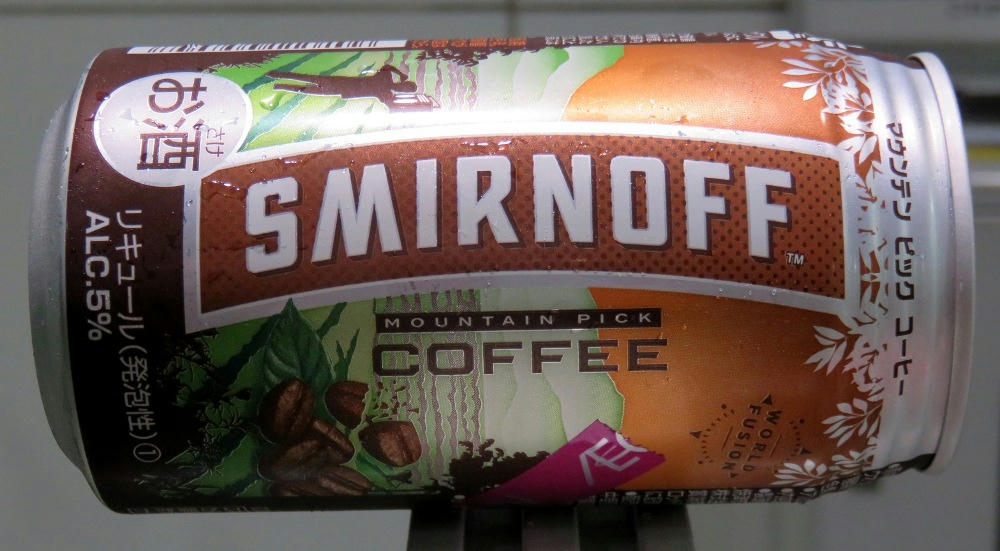 お酒
さけ
リキュール(発泡性)①
ALC.5%
SMIRNOFF
TM
MOUNTAIN PICK
COFFEE
WORLD
FUSION
マウンテン ピック コーヒー